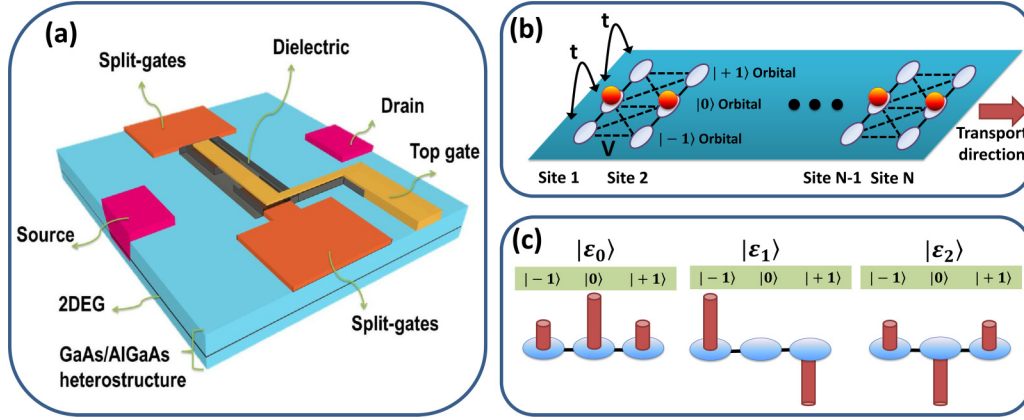 (a)
Split-gates
Dielectric
Drain
Top gate
Source
2DEG
GaAs/AlGaAs
heterostructure
Split-gates
(b)
t
t
|+1⟩ Orbital
|0⟩ Orbital
|−1⟩ Orbital
V
Site 1
Site 2
Site N-1
Site N
Transport
direction
(c)
|ε₀⟩
|ε₁⟩
|ε₂⟩
|−1⟩ |0⟩ |+1⟩
|−1⟩ |0⟩ |+1⟩
|−1⟩ |0⟩ |+1⟩